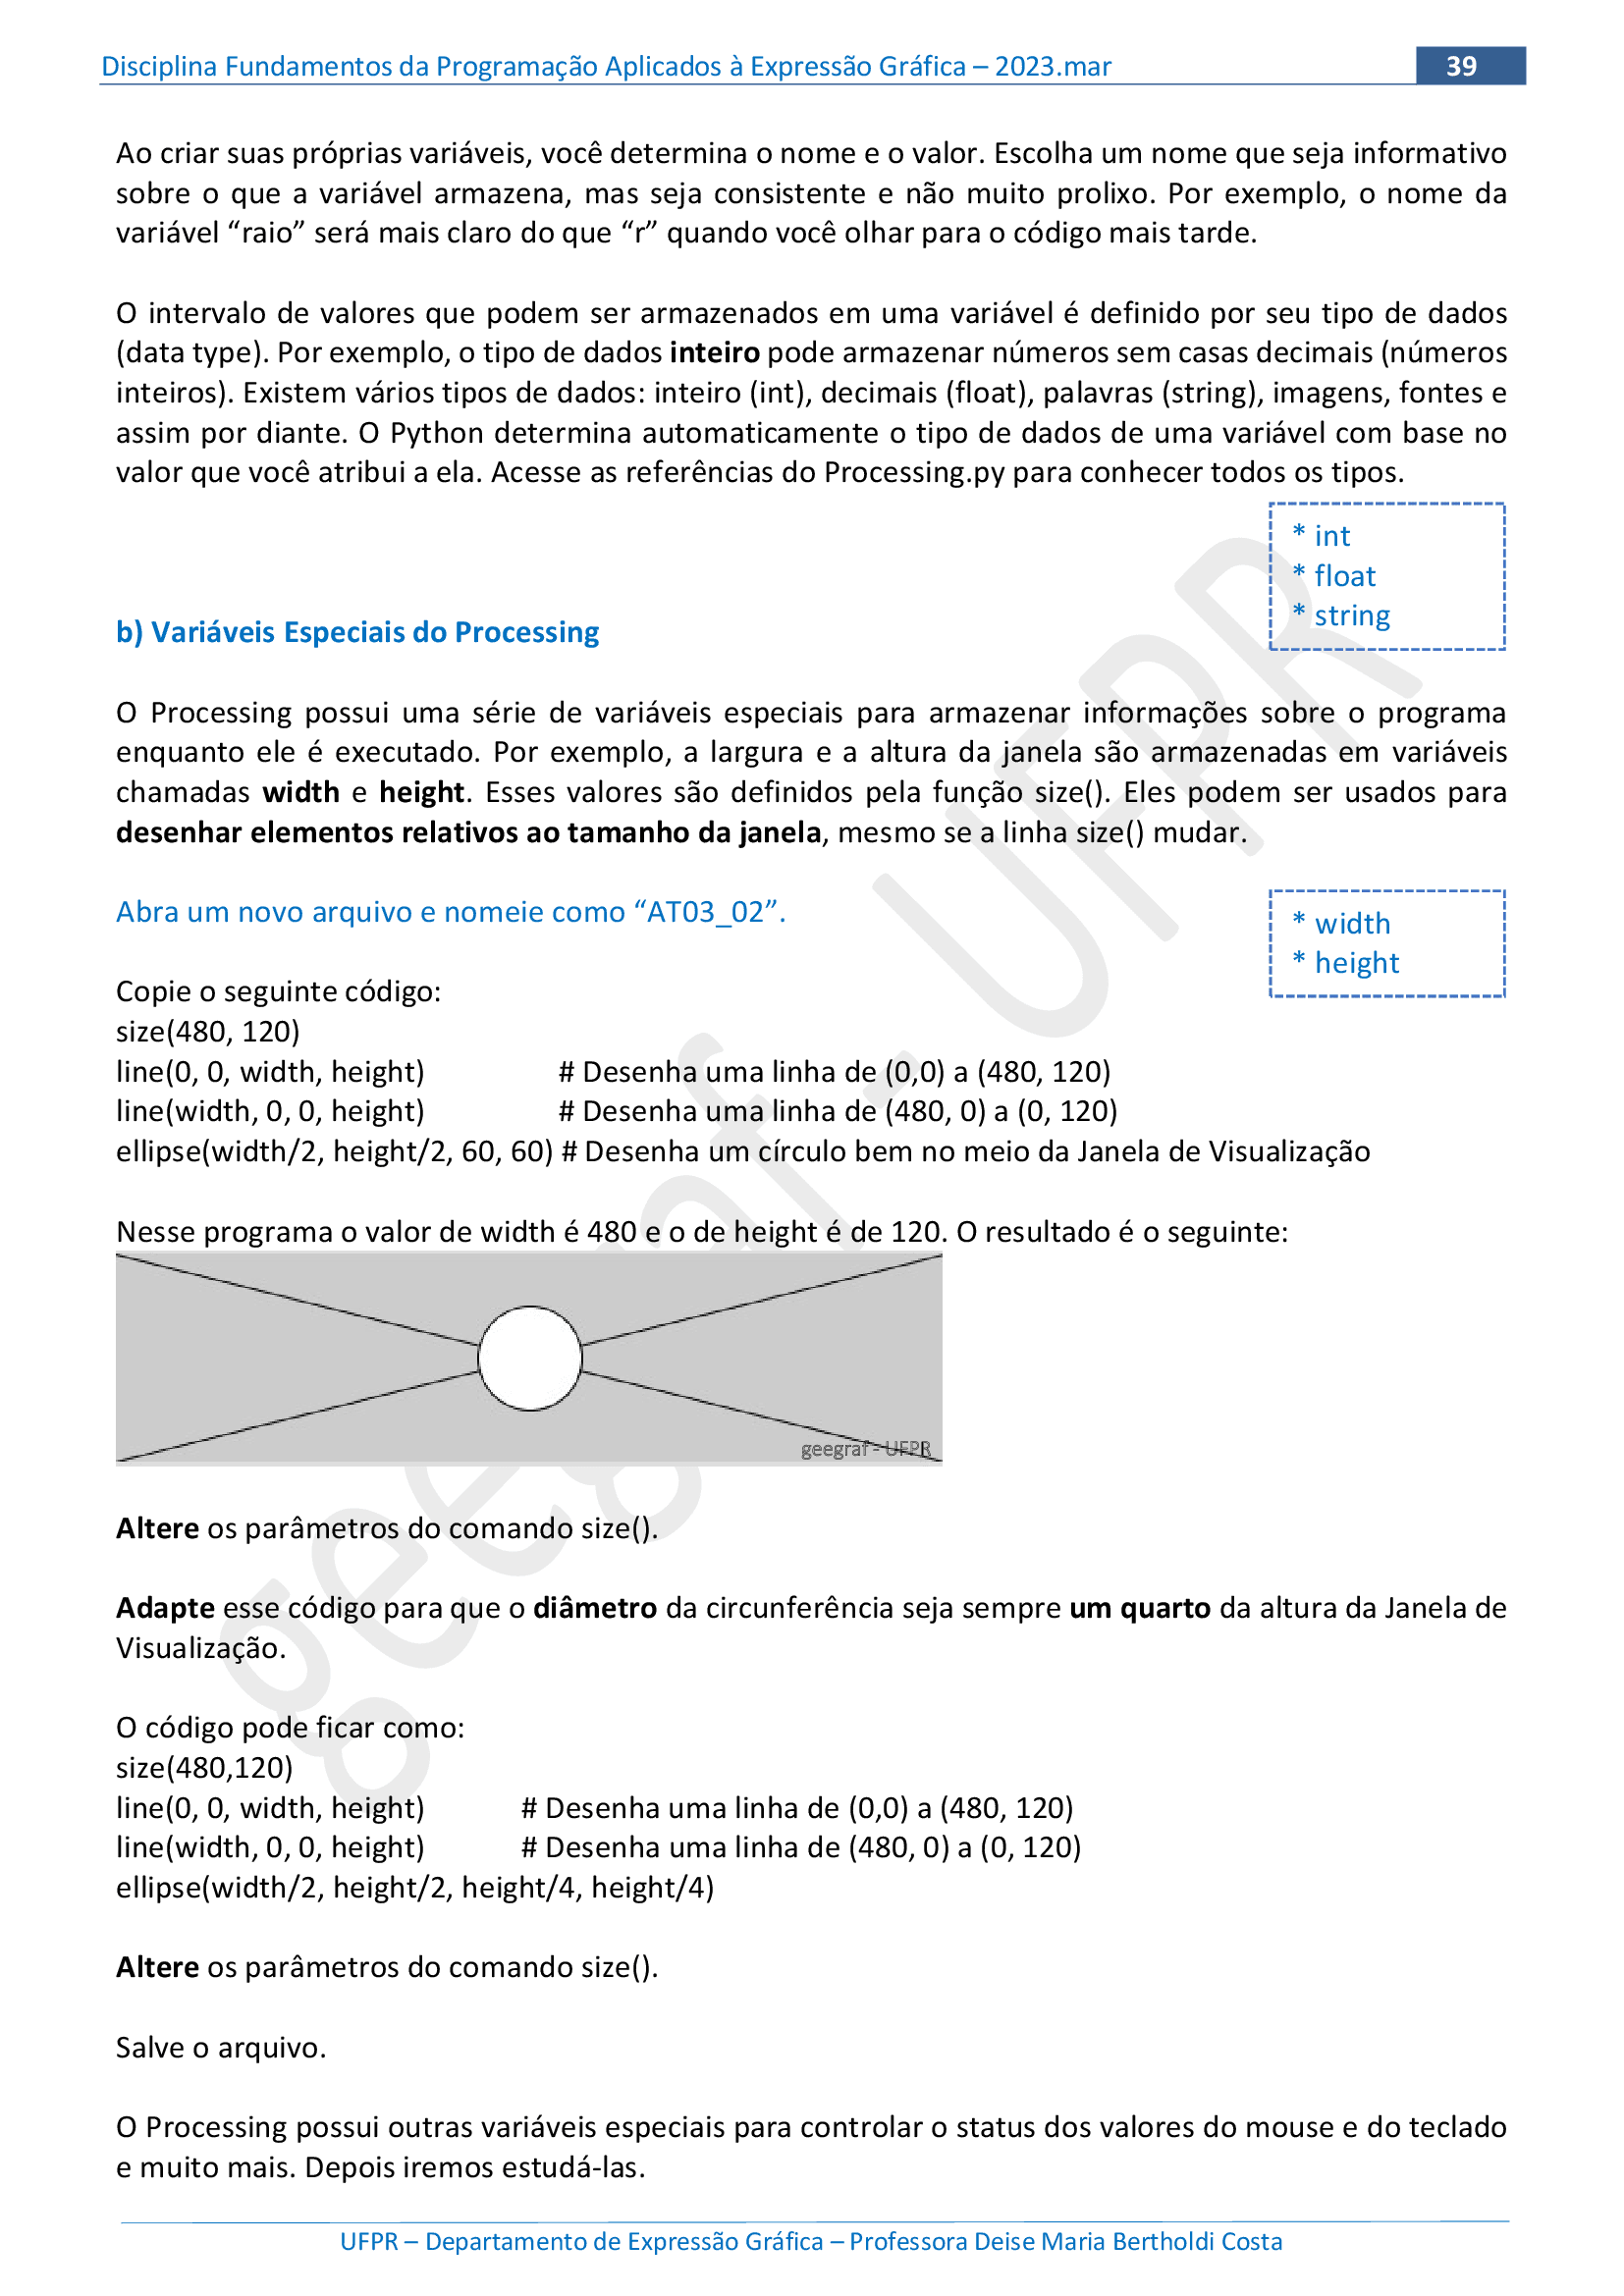 Disciplina Fundamentos da Programação Aplicados à Expressão Gráfica – 2023.mar
39
Ao criar suas próprias variáveis, você determina o nome e o valor. Escolha um nome que seja informativo
sobre o que a variável armazena, mas seja consistente e não muito prolixo. Por exemplo, o nome da
variável “raio” será mais claro do que “r” quando você olhar para o código mais tarde.
O intervalo de valores que podem ser armazenados em uma variável é definido por seu tipo de dados
(data type). Por exemplo, o tipo de dados inteiro pode armazenar números sem casas decimais (números
inteiros). Existem vários tipos de dados: inteiro (int), decimais (float), palavras (string), imagens, fontes e
assim por diante. O Python determina automaticamente o tipo de dados de uma variável com base no
valor que você atribui a ela. Acesse as referências do Processing.py para conhecer todos os tipos.
* int
* float
* string
b) Variáveis Especiais do Processing
O Processing possui uma série de variáveis especiais para armazenar informações sobre o programa
enquanto ele é executado. Por exemplo, a largura e a altura da janela são armazenadas em variáveis
chamadas width e height. Esses valores são definidos pela função size(). Eles podem ser usados para
desenhar elementos relativos ao tamanho da janela, mesmo se a linha size() mudar.
Abra um novo arquivo e nomeie como “AT03_02”.
* width
* height
Copie o seguinte código:
size(480, 120)
line(0, 0, width, height) # Desenha uma linha de (0,0) a (480, 120)
line(width, 0, 0, height) # Desenha uma linha de (480, 0) a (0, 120)
ellipse(width/2, height/2, 60, 60) # Desenha um círculo bem no meio da Janela de Visualização
Nesse programa o valor de width é 480 e o de height é de 120. O resultado é o seguinte:
geegraf - UFPR
Altere os parâmetros do comando size().
Adapte esse código para que o diâmetro da circunferência seja sempre um quarto da altura da Janela de
Visualização.
O código pode ficar como:
size(480,120)
line(0, 0, width, height) # Desenha uma linha de (0,0) a (480, 120)
line(width, 0, 0, height) # Desenha uma linha de (480, 0) a (0, 120)
ellipse(width/2, height/2, height/4, height/4)
Altere os parâmetros do comando size().
Salve o arquivo.
O Processing possui outras variáveis especiais para controlar o status dos valores do mouse e do teclado
e muito mais. Depois iremos estudá-las.
UFPR – Departamento de Expressão Gráfica – Professora Deise Maria Bertholdi Costa
geegraf - UFPR